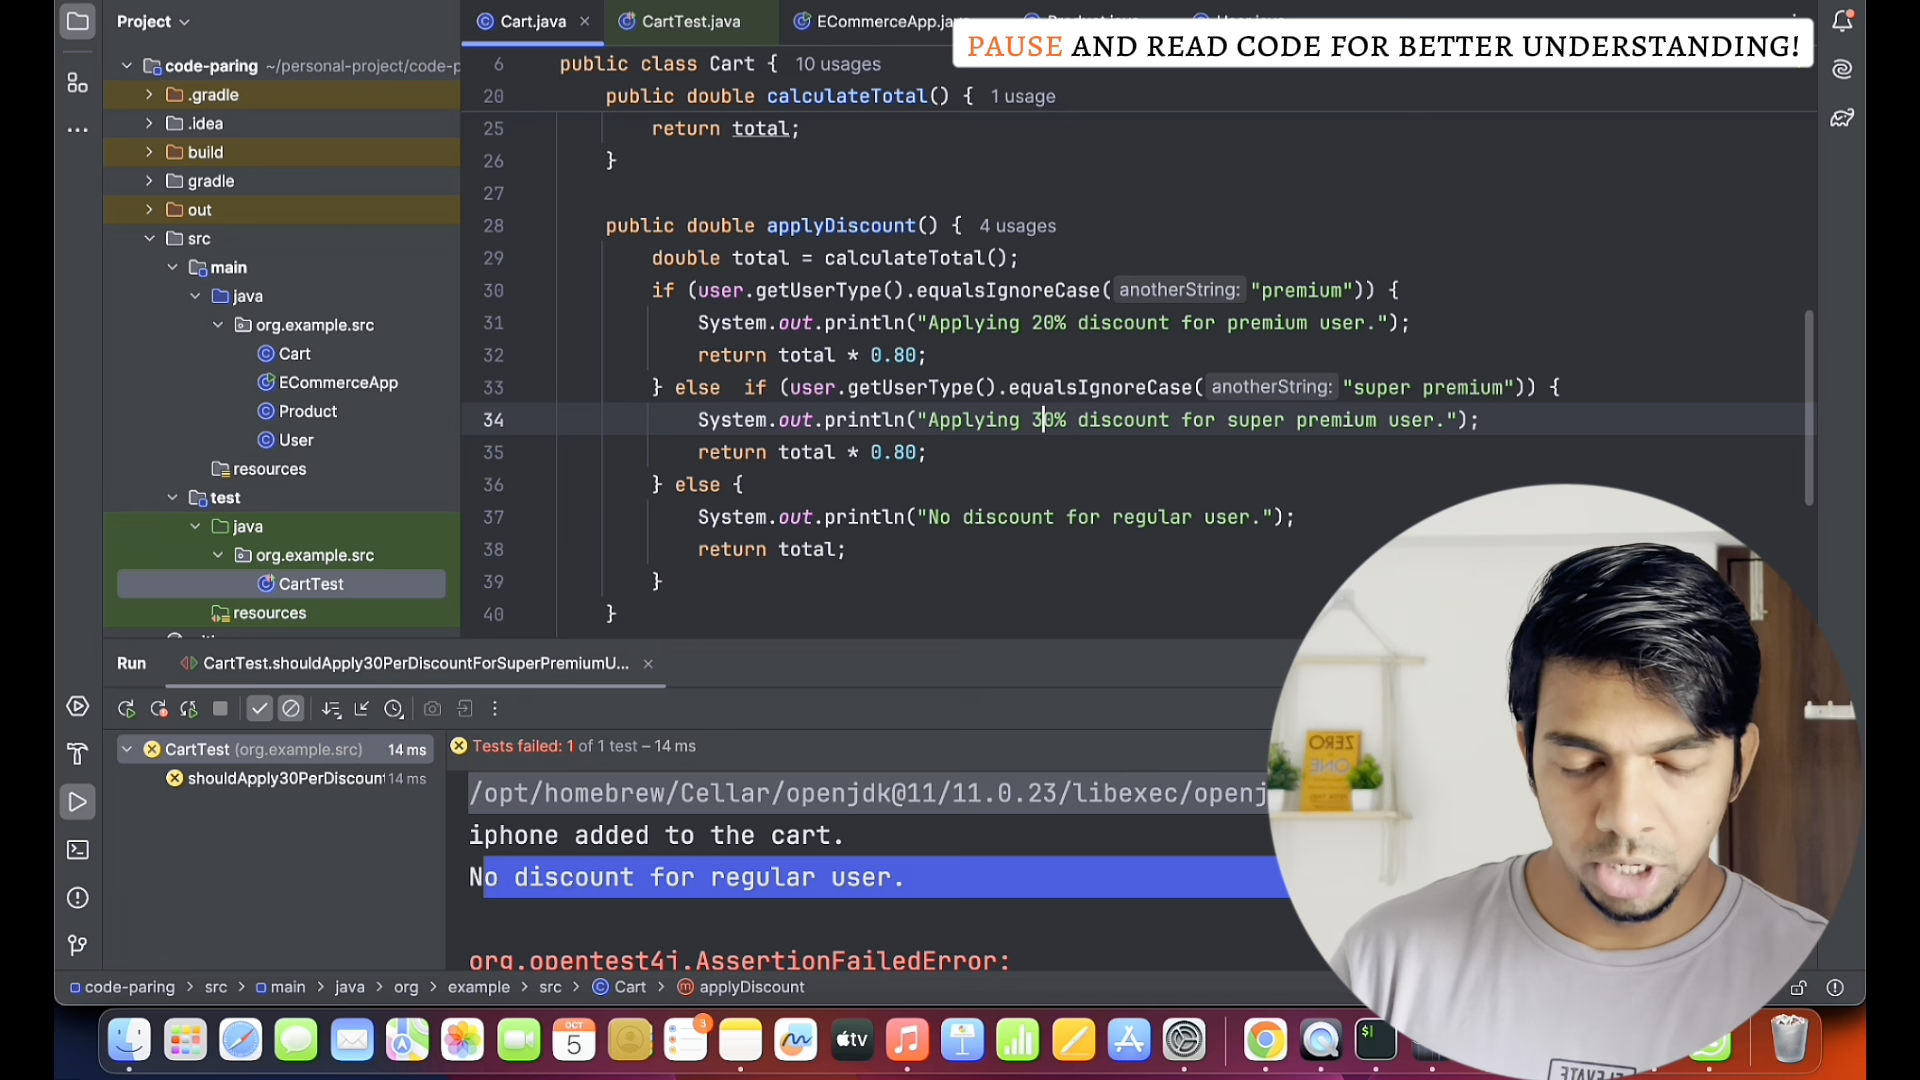 Project
Cart.java
CartTest.java
ECommerceApp.java
PAUSE AND READ CODE FOR BETTER UNDERSTANDING!
code-paring ~/personal-project/code-p
.gradle
.idea
build
gradle
out
src
main
java
org.example.src
Cart
ECommerceApp
Product
User
resources
test
java
org.example.src
CartTest
resources
6 public class Cart { 10 usages
20 public double calculateTotal() { 1 usage
25 return total;
26 }
27
28 public double applyDiscount() { 4 usages
29 double total = calculateTotal();
30 if (user.getUserType().equalsIgnoreCase( anotherString: "premium")) {
31 System.out.println("Applying 20% discount for premium user.");
32 return total * 0.80;
33 } else if (user.getUserType().equalsIgnoreCase( anotherString: "super premium")) {
34 System.out.println("Applying 30% discount for super premium user.");
35 return total * 0.80;
36 } else {
37 System.out.println("No discount for regular user.");
38 return total;
39 }
40 }
Run CartTest.shouldApply30PerDiscountForSuperPremiumU...
CartTest (org.example.src) 14 ms
shouldApply30PerDiscoun 14 ms
Tests failed: 1 of 1 test – 14 ms
/opt/homebrew/Cellar/openjdk@11/11.0.23/libexec/openj
iphone added to the cart.
No discount for regular user.
org.opentest4j.AssertionFailedError:
code-paring > src > main > java > org > example > src > Cart > applyDiscount
ZERO
ONE
OCT
5
3
tv
$
ELEVATE